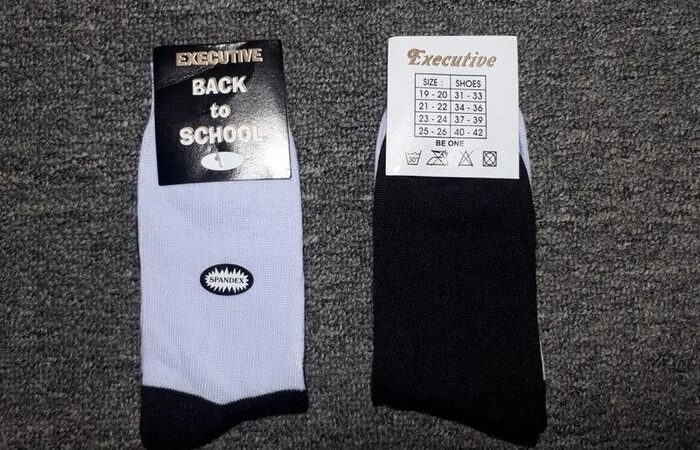 EXECUTIVE
BACK
to
SCHOOL
SPANDEX
Executive
SIZE : SHOES
19 - 20 31 - 33
21 - 22 34 - 36
23 - 24 37 - 39
25 - 26 40 - 42
BE ONE
30°